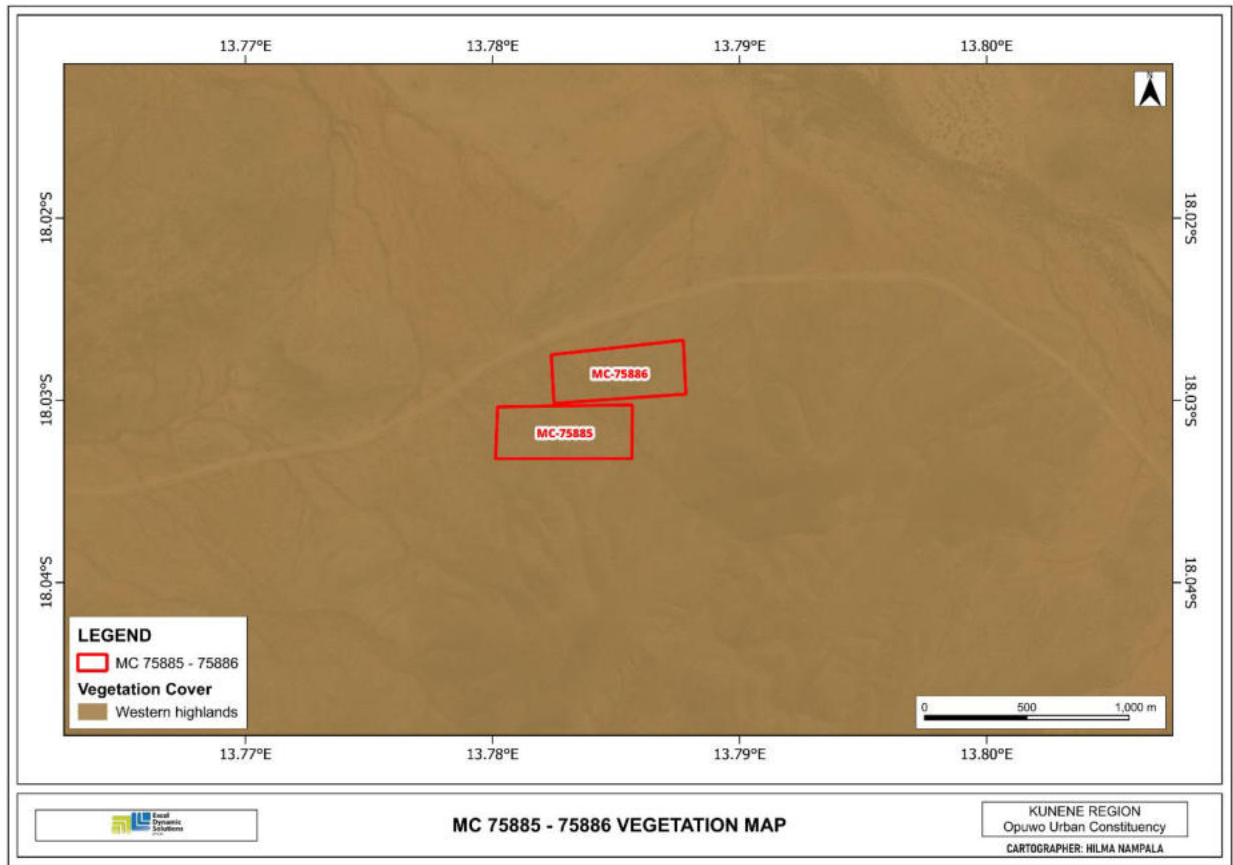 13.77°E 13.78°E 13.79°E 13.80°E
N
18.02°S 18.02°S
MC-75886
18.03°S 18.03°S
MC-75885
18.04°S 18.04°S
LEGEND
MC 75885 - 75886
Vegetation Cover
Western highlands
0 500 1,000 m
13.77°E 13.78°E 13.79°E 13.80°E
Excel
Dynamic
Solutions
MC 75885 - 75886 VEGETATION MAP
KUNENE REGION
Opuwo Urban Constituency
CARTOGRAPHER: HILMA NAMPALA